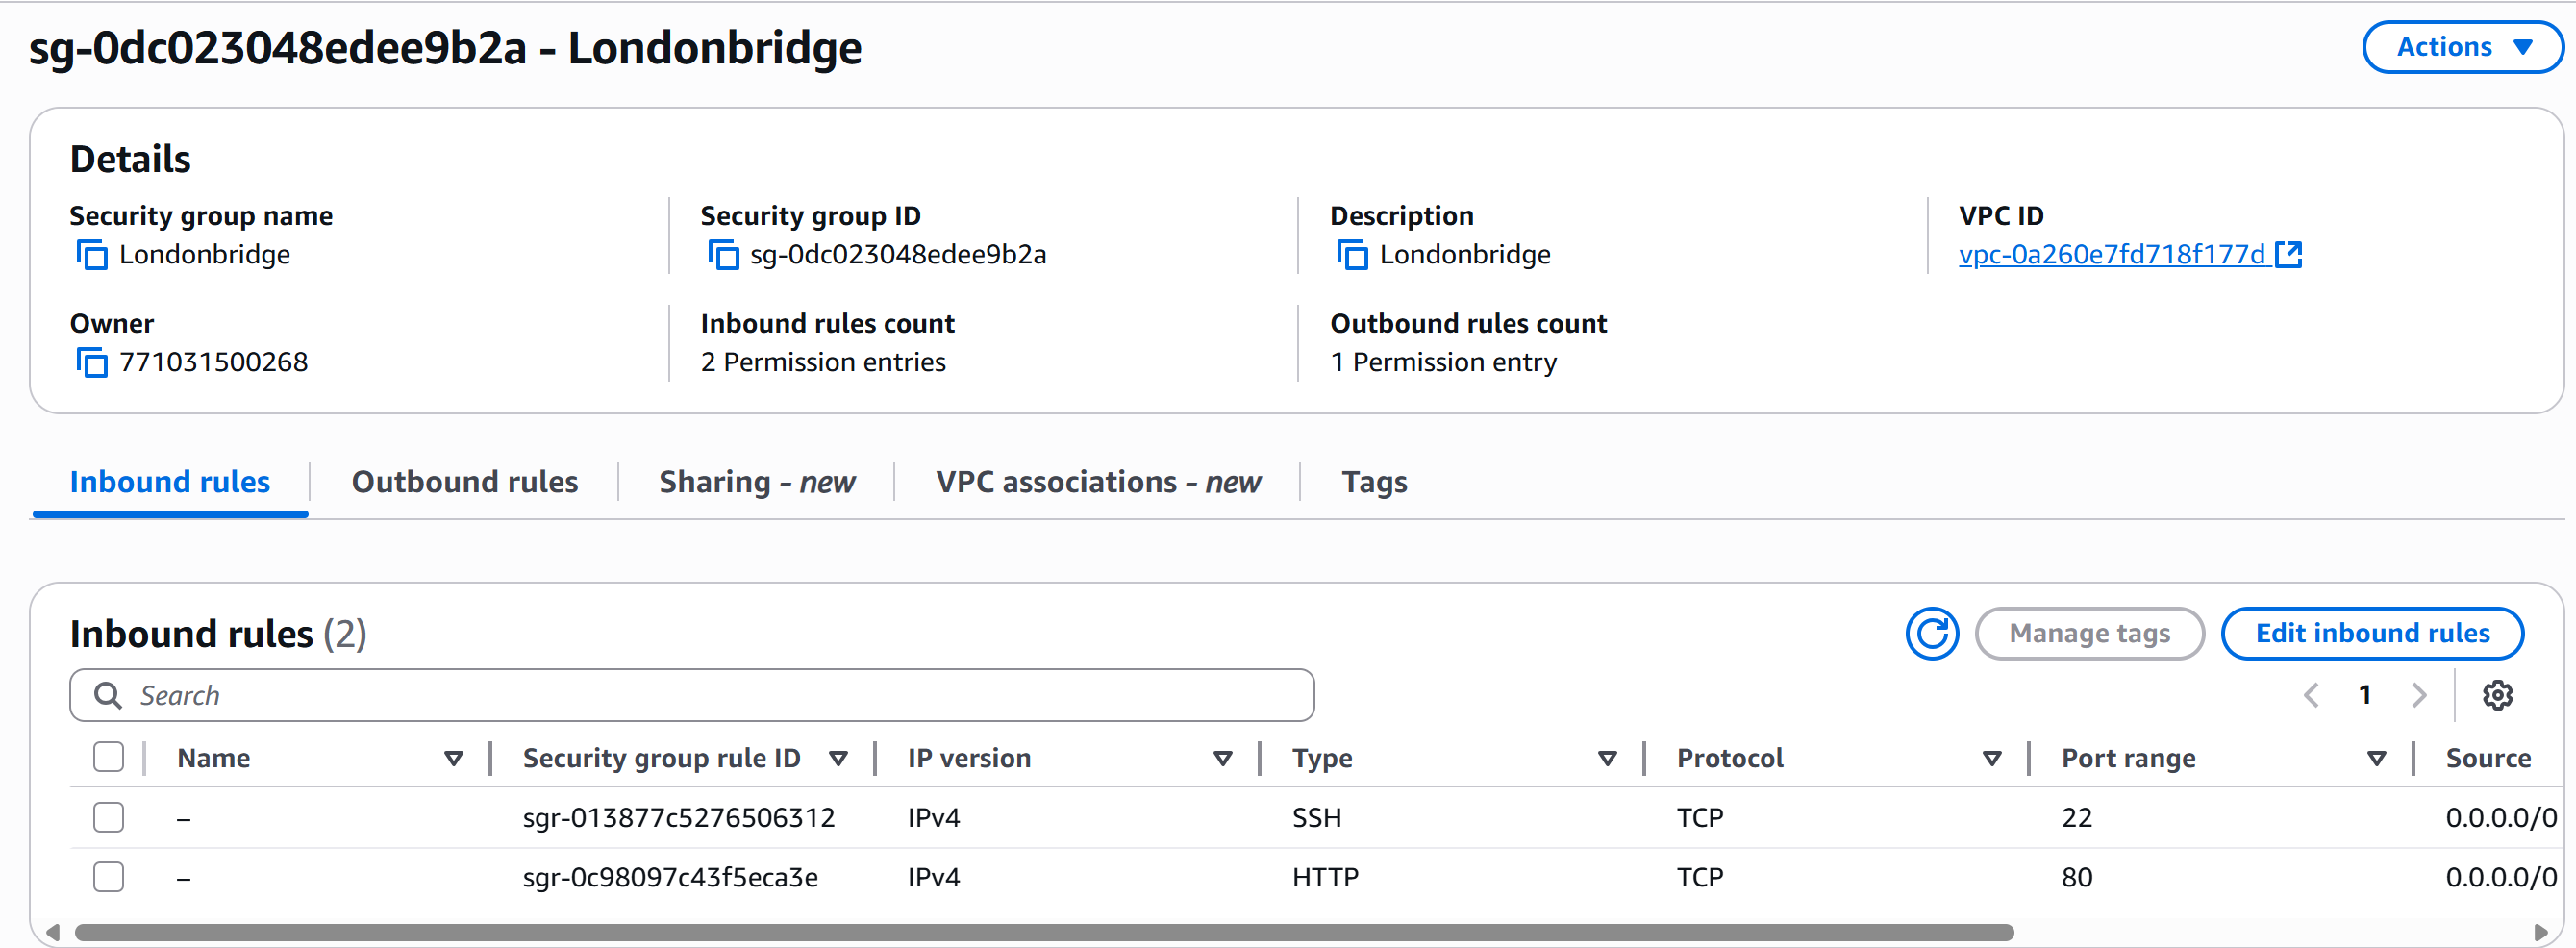 sg-0dc023048edee9b2a - Londonbridge
Actions
Details
Security group name
Londonbridge
Security group ID
sg-0dc023048edee9b2a
Description
Londonbridge
VPC ID
vpc-0a260e7fd718f177d
Owner
771031500268
Inbound rules count
2 Permission entries
Outbound rules count
1 Permission entry
Inbound rules
Outbound rules
Sharing - new
VPC associations - new
Tags
Inbound rules (2)
Manage tags
Edit inbound rules
Search
1
Name Security group rule ID IP version Type Protocol Port range Source
– sgr-013877c5276506312 IPv4 SSH TCP 22 0.0.0.0/0
– sgr-0c98097c43f5eca3e IPv4 HTTP TCP 80 0.0.0.0/0